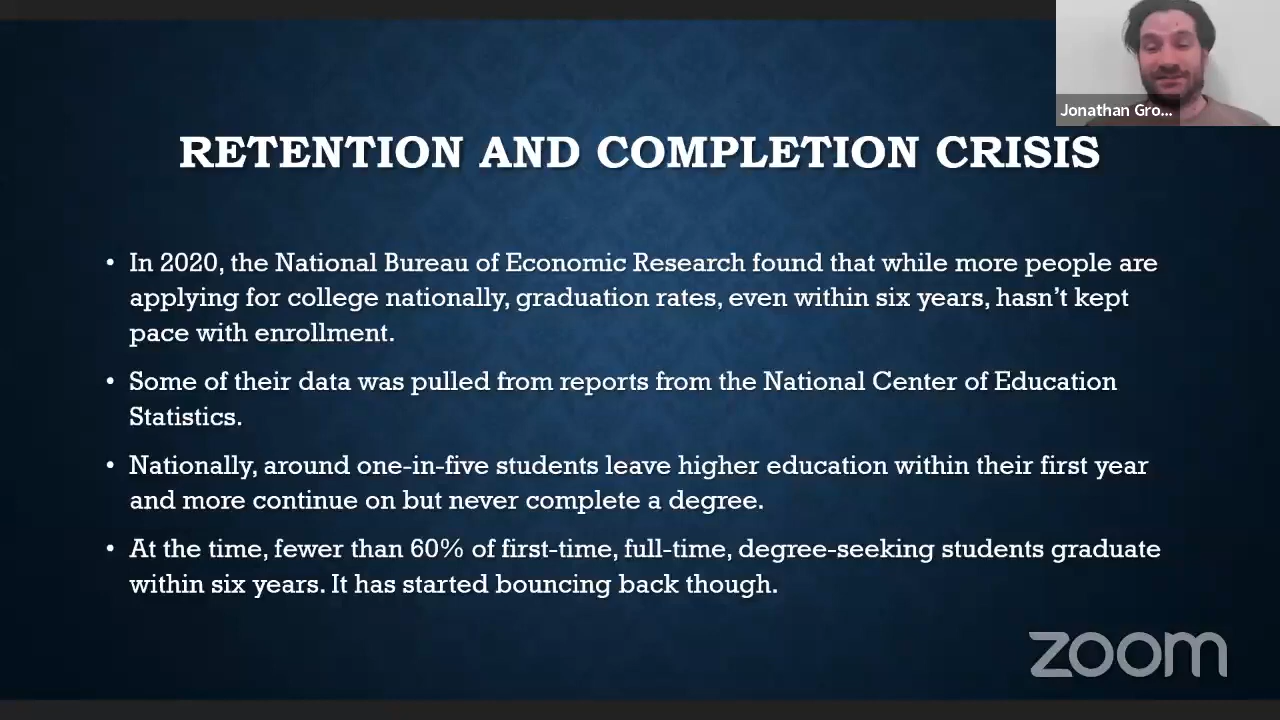 Jonathan Gro...
RETENTION AND COMPLETION CRISIS
• In 2020, the National Bureau of Economic Research found that while more people are
applying for college nationally, graduation rates, even within six years, hasn’t kept
pace with enrollment.
• Some of their data was pulled from reports from the National Center of Education
Statistics.
• Nationally, around one-in-five students leave higher education within their first year
and more continue on but never complete a degree.
• At the time, fewer than 60% of first-time, full-time, degree-seeking students graduate
within six years. It has started bouncing back though.
zoom